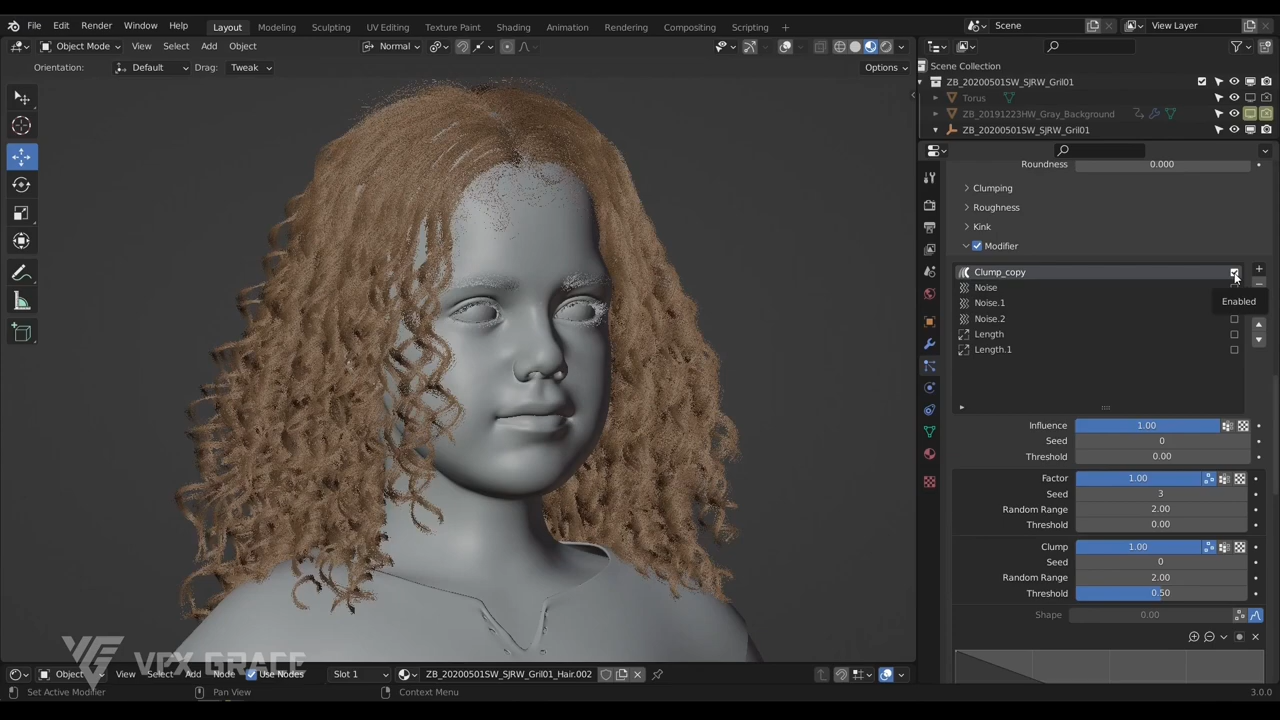 File Edit Render Window Help Layout Modeling Sculpting UV Editing Texture Paint Shading Animation Rendering Compositing Scripting + Scene View Layer
Object Mode View Select Add Object Normal
Orientation: Default Drag: Tweak Options
Scene Collection
ZB_20200501SW_SJRW_Gril01
Torus
ZB_20191223HW_Gray_Background
ZB_20200501SW_SJRW_Gril01
Roundness 0.000
Clumping
Roughness
Kink
Modifier
Clump_copy
Noise
Enabled
Noise.1
Noise.2
Length
Length.1
Influence 1.00
Seed 0
Threshold 0.00
Factor 1.00
Seed 3
Random Range 2.00
Threshold 0.00
Clump 1.00
Seed 0
Random Range 2.00
Threshold 0.50
Shape 0.00
VFX GRACE
Object View Select Add Node Use Nodes Slot 1 ZB_20200501SW_SJRW_Gril01_Hair.002
Set Active Modifier Pan View Context Menu 3.0.0